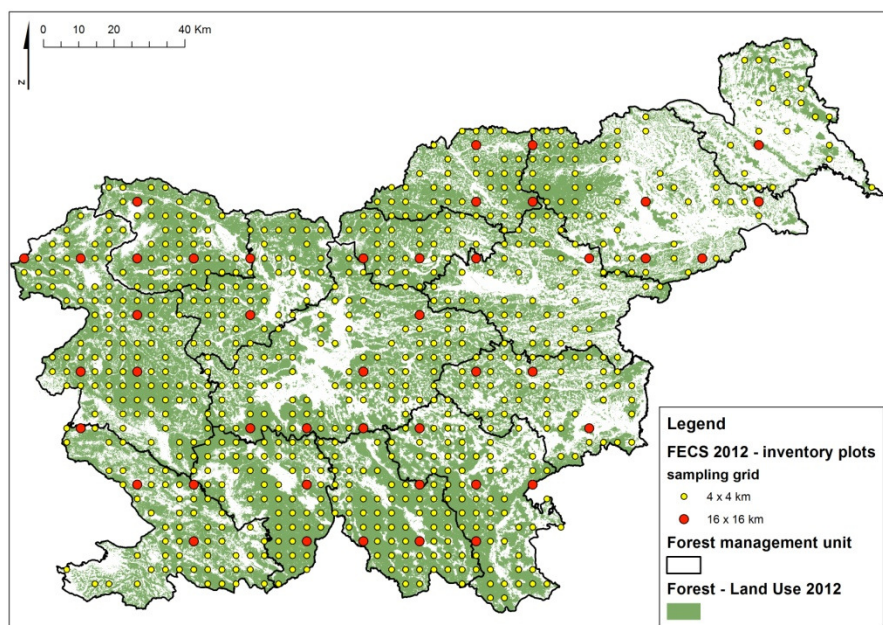 0 20 40 Km
z
Legend
FECS 2012 - inventory plots
sampling grid
4 x 4 km
16 x 16 km
Forest management unit
Forest - Land Use 2012